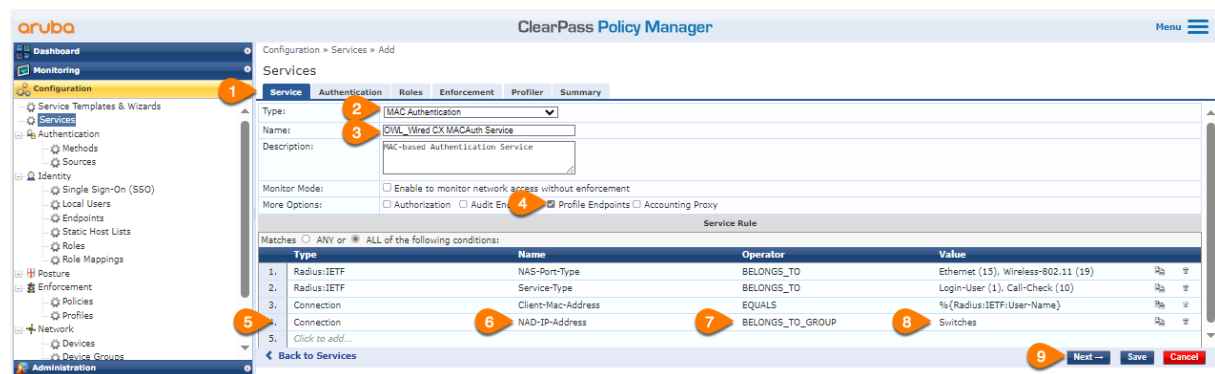 aruba ClearPass Policy Manager Menu
Dashboard
Monitoring
Configuration
Service Templates & Wizards
Services
Authentication
Methods
Sources
Identity
Single Sign-On (SSO)
Local Users
Endpoints
Static Host Lists
Roles
Role Mappings
Posture
Enforcement
Policies
Profiles
Network
Devices
Device Groups
Administration
Configuration » Services » Add
Services
1 Service Authentication Roles Enforcement Profiler Summary
Type: 2 MAC Authentication
Name: 3 OWL_Wired CX MACAuth Service
Description: MAC-based Authentication Service
Monitor Mode: Enable to monitor network access without enforcement
More Options: Authorization Audit En 4 Profile Endpoints Accounting Proxy
Service Rule
Matches ANY or ALL of the following conditions:
Type Name Operator Value
1. Radius:IETF NAS-Port-Type BELONGS_TO Ethernet (15), Wireless-802.11 (19)
2. Radius:IETF Service-Type BELONGS_TO Login-User (1), Call-Check (10)
3. Connection Client-Mac-Address EQUALS %{Radius:IETF:User-Name}
5 4. Connection 6 NAD-IP-Address 7 BELONGS_TO_GROUP 8 Switches
5. Click to add...
Back to Services 9 Next → Save Cancel